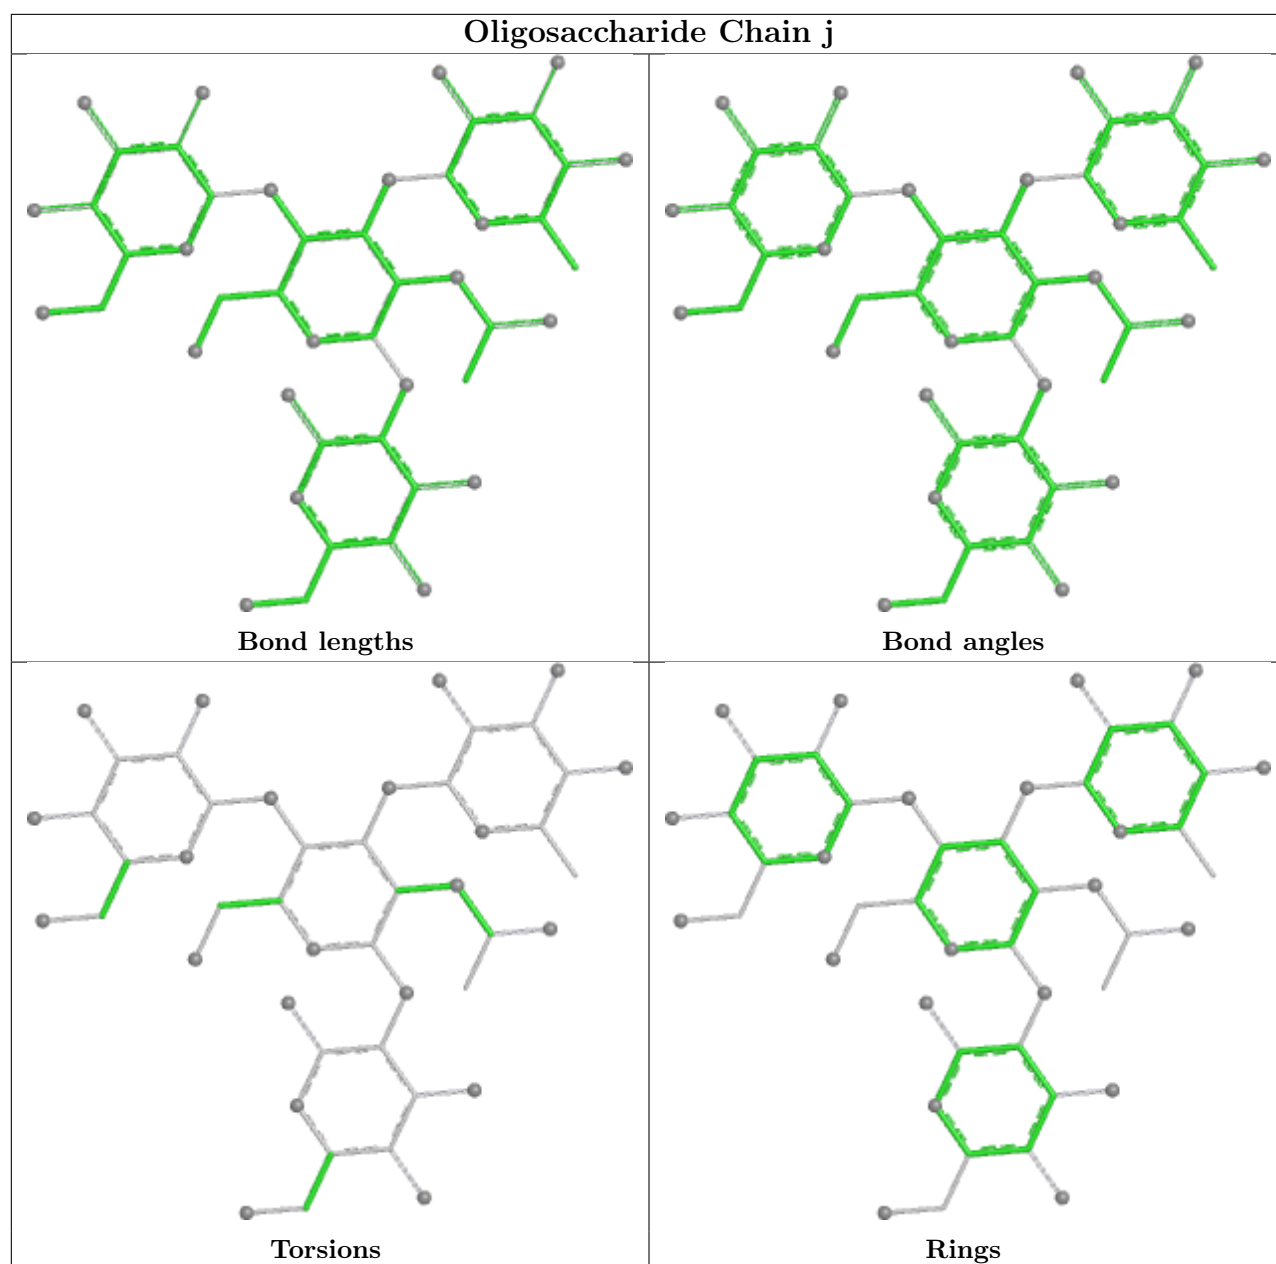 Oligosaccharide Chain j
Bond lengths
Bond angles
Torsions
Rings